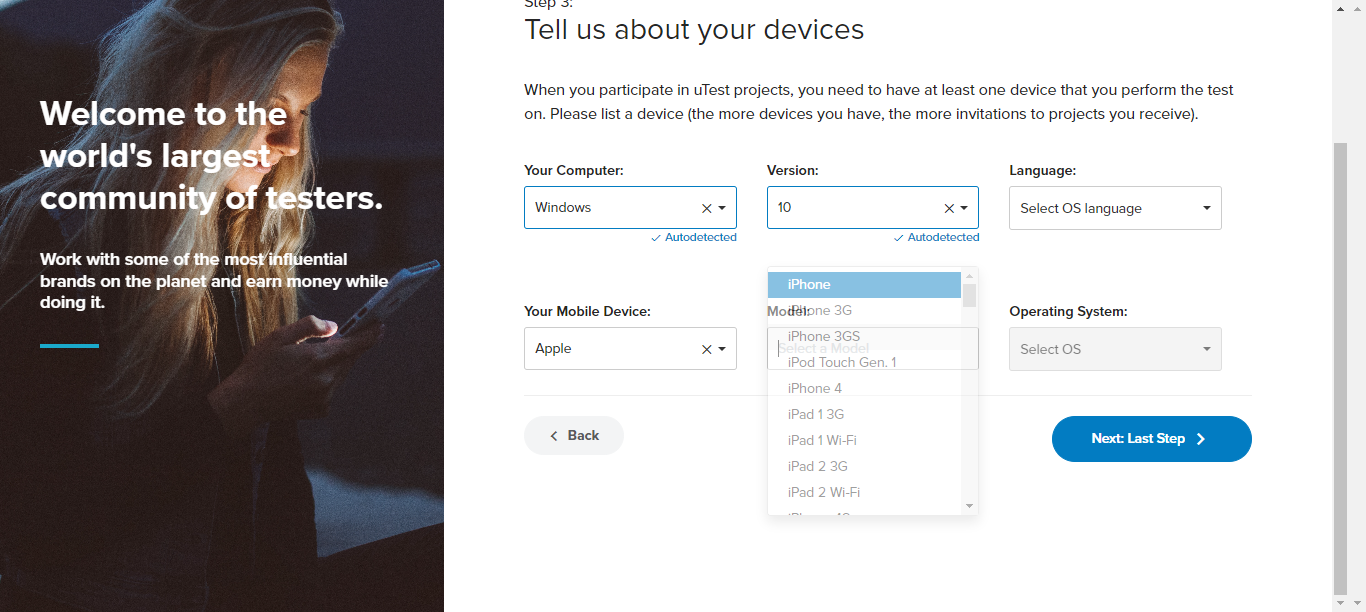 Step 3:
Tell us about your devices
Welcome to the
world's largest
community of testers.
Work with some of the most influential
brands on the planet and earn money while
doing it.
When you participate in uTest projects, you need to have at least one device that you perform the test
on. Please list a device (the more devices you have, the more invitations to projects you receive).
Your Computer: Version: Language:
Windows 10 Select OS language
Autodetected Autodetected
Your Mobile Device: Model: Operating System:
Apple Select a Model Select OS
iPhone
iPhone 3G
iPhone 3GS
iPod Touch Gen. 1
iPhone 4
iPad 1 3G
iPad 1 Wi-Fi
iPad 2 3G
iPad 2 Wi-Fi
Back Next: Last Step